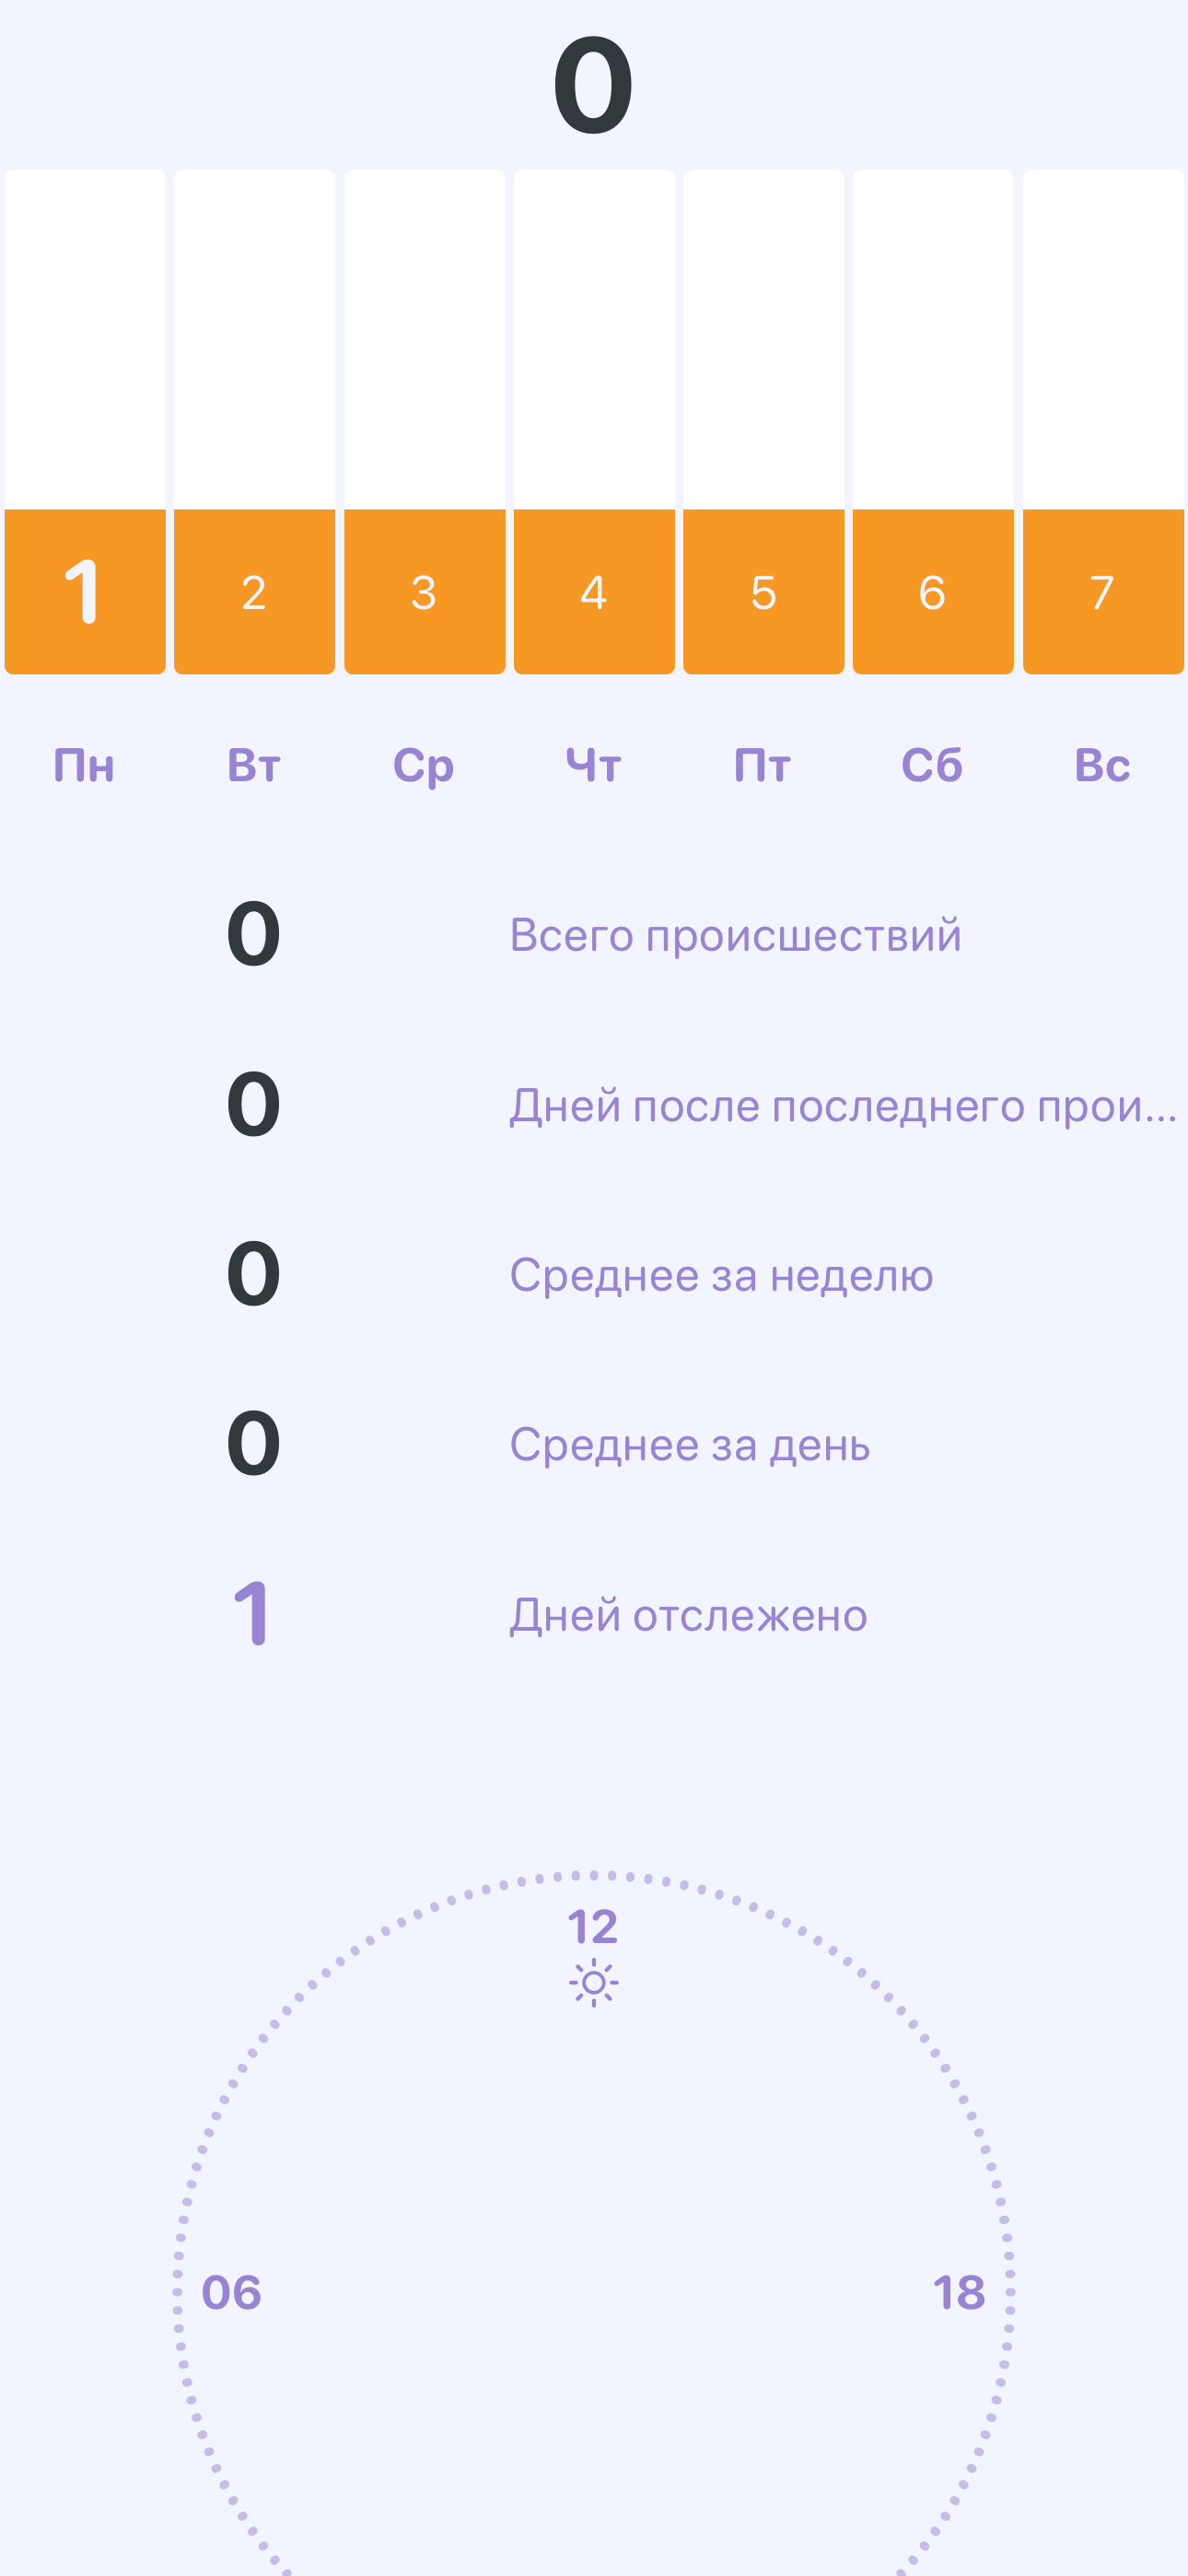 0
1 2 3 4 5 6 7
Пн Вт Ср Чт Пт Сб Вс
0 Всего происшествий
0 Дней после последнего прои...
0 Среднее за неделю
0 Среднее за день
1 Дней отслежено
12
06 18